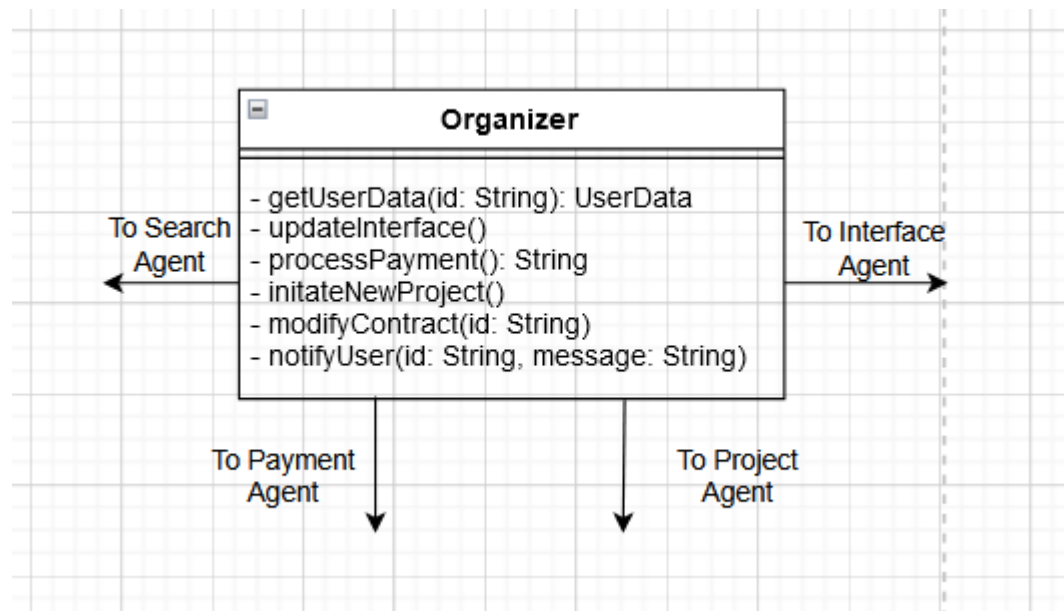 Organizer
- getUserData(id: String): UserData
- updateInterface()
- processPayment(): String
- initateNewProject()
- modifyContract(id: String)
- notifyUser(id: String, message: String)
To Search
Agent
To Interface
Agent
To Payment
Agent
To Project
Agent